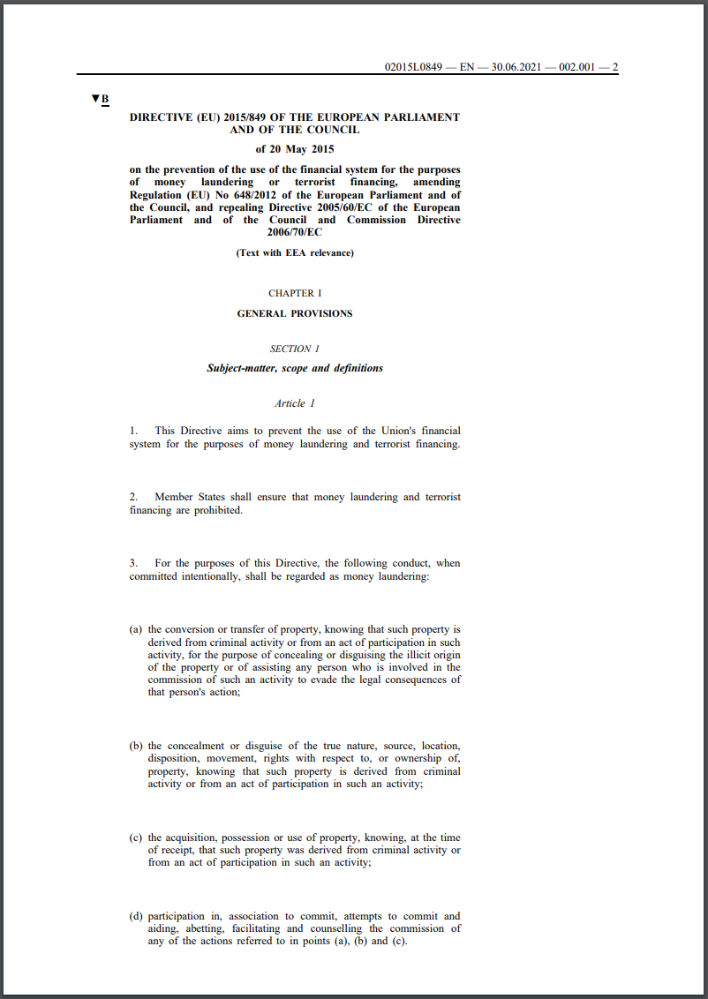 02015L0849 — EN — 30.06.2021 — 002.001 — 2
▼B
DIRECTIVE (EU) 2015/849 OF THE EUROPEAN PARLIAMENT
AND OF THE COUNCIL
of 20 May 2015
on the prevention of the use of the financial system for the purposes
of money laundering or terrorist financing, amending
Regulation (EU) No 648/2012 of the European Parliament and of
the Council, and repealing Directive 2005/60/EC of the European
Parliament and of the Council and Commission Directive
2006/70/EC
(Text with EEA relevance)
CHAPTER I
GENERAL PROVISIONS
SECTION 1
Subject-matter, scope and definitions
Article 1
1. This Directive aims to prevent the use of the Union's financial
system for the purposes of money laundering and terrorist financing.
2. Member States shall ensure that money laundering and terrorist
financing are prohibited.
3. For the purposes of this Directive, the following conduct, when
committed intentionally, shall be regarded as money laundering:
(a) the conversion or transfer of property, knowing that such property is
derived from criminal activity or from an act of participation in such
activity, for the purpose of concealing or disguising the illicit origin
of the property or of assisting any person who is involved in the
commission of such an activity to evade the legal consequences of
that person's action;
(b) the concealment or disguise of the true nature, source, location,
disposition, movement, rights with respect to, or ownership of,
property, knowing that such property is derived from criminal
activity or from an act of participation in such an activity;
(c) the acquisition, possession or use of property, knowing, at the time
of receipt, that such property was derived from criminal activity or
from an act of participation in such an activity;
(d) participation in, association to commit, attempts to commit and
aiding, abetting, facilitating and counselling the commission of
any of the actions referred to in points (a), (b) and (c).